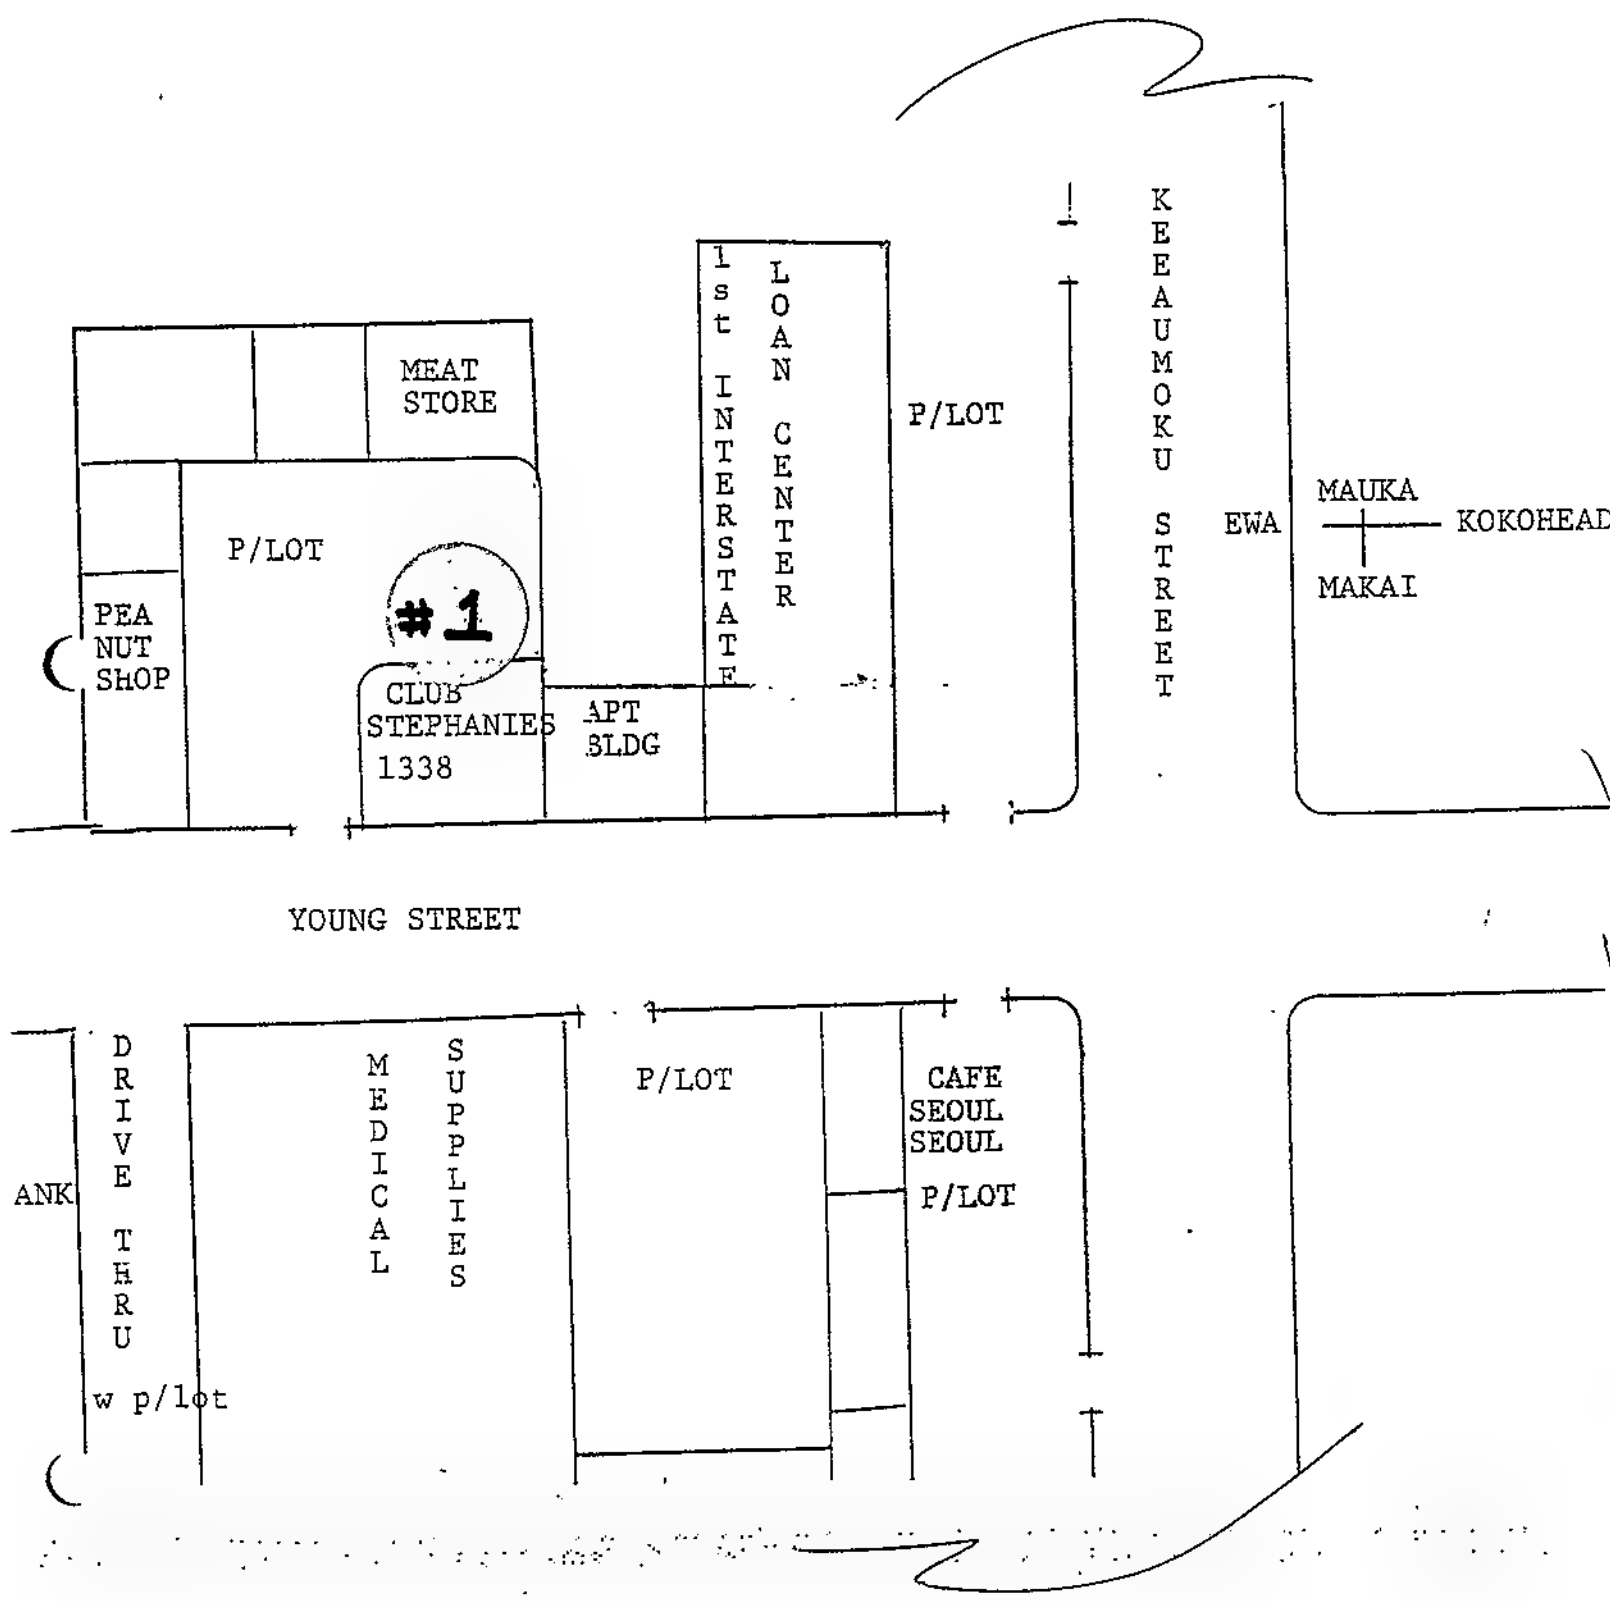 KEEAUMOKU STREET
1st INTERSTATE
LOAN CENTER
MEAT
STORE
P/LOT
MAUKA
EWA
KOKOHEAD
MAKAI
P/LOT
#1
PEA
NUT
SHOP
CLUB
STEPHANIES
1338
APT
BLDG
YOUNG STREET
DRIVE THRU
w p/lot
ANK
MEDICAL
SUPPLIES
P/LOT
CAFE
SEOUL
SEOUL
P/LOT